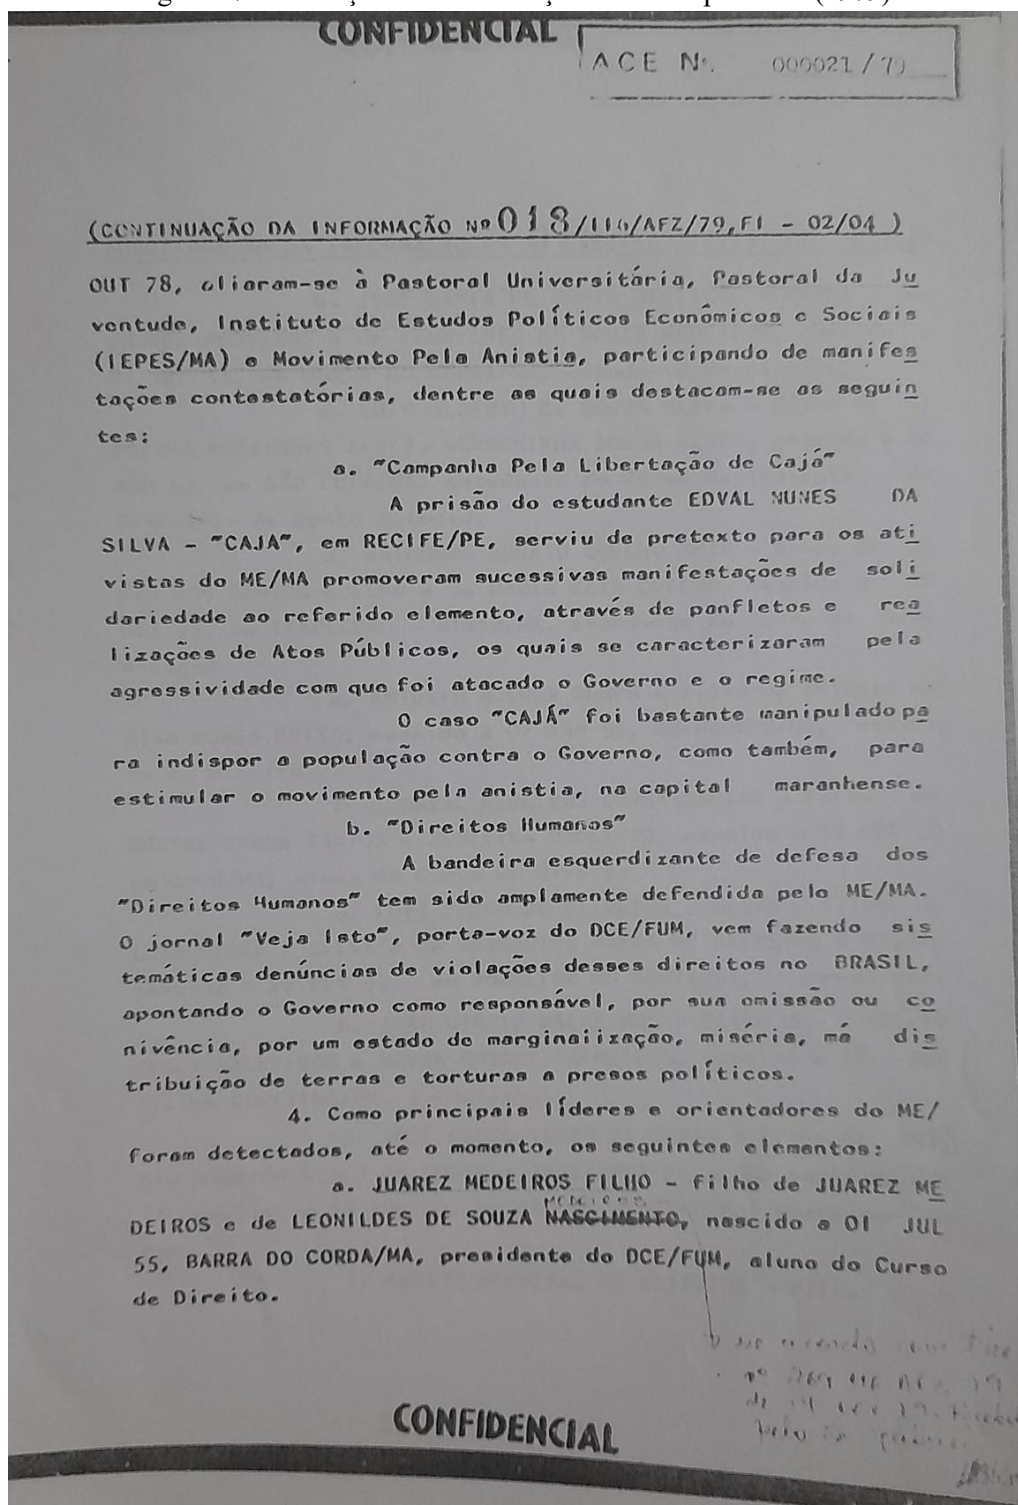 CONFIDENCIAL
ACE Nº. 000021/79
(CONTINUAÇÃO DA INFORMAÇÃO Nº 018/116/AFZ/79, FI - 02/04 )
OUT 78, aliaram-se à Pastoral Universitária, Pastoral da Ju
ventude, Instituto de Estudos Políticos Econômicos e Sociais
(IEPES/MA) e Movimento Pela Anistia, participando de manifes
tações contestatórias, dentre as quais destacam-se as seguin
tes:
a. "Campanha Pela Libertação de Cajá"
A prisão do estudante EDVAL NUNES DA
SILVA - "CAJA", em RECIFE/PE, serviu de pretexto para os ati
vistas do ME/MA promoveram sucessivas manifestações de soli
dariedade ao referido elemento, através de panfletos e rea
lizações de Atos Públicos, os quais se caracterizaram pela
agressividade com que foi atacado o Governo e o regime.
O caso "CAJÁ" foi bastante manipulado pa
ra indispor a população contra o Governo, como também, para
estimular o movimento pela anistia, na capital maranhense.
b. "Direitos Humanos"
A bandeira esquerdizante de defesa dos
"Direitos Humanos" tem sido amplamente defendida pelo ME/MA.
O jornal "Veja Isto", porta-voz do DCE/FUM, vem fazendo sis
temáticas denúncias de violações desses direitos no BRASIL,
apontando o Governo como responsável, por sua omissão ou co
nivência, por um estado de marginaiização, miséria, má dis
tribuição de terras e torturas a presos políticos.
4. Como principais líderes e orientadores do ME/
foram detectados, até o momento, os seguintes elementos:
a. JUAREZ MEDEIROS FILHO - filho de JUAREZ ME
MEDEIROS
DEIROS e de LEONILDES DE SOUZA NASCIMENTO, nascido a 01 JUL
55, BARRA DO CORDA/MA, presidente do DCE/FUM, aluno do Curso
de Direito.
CONFIDENCIAL